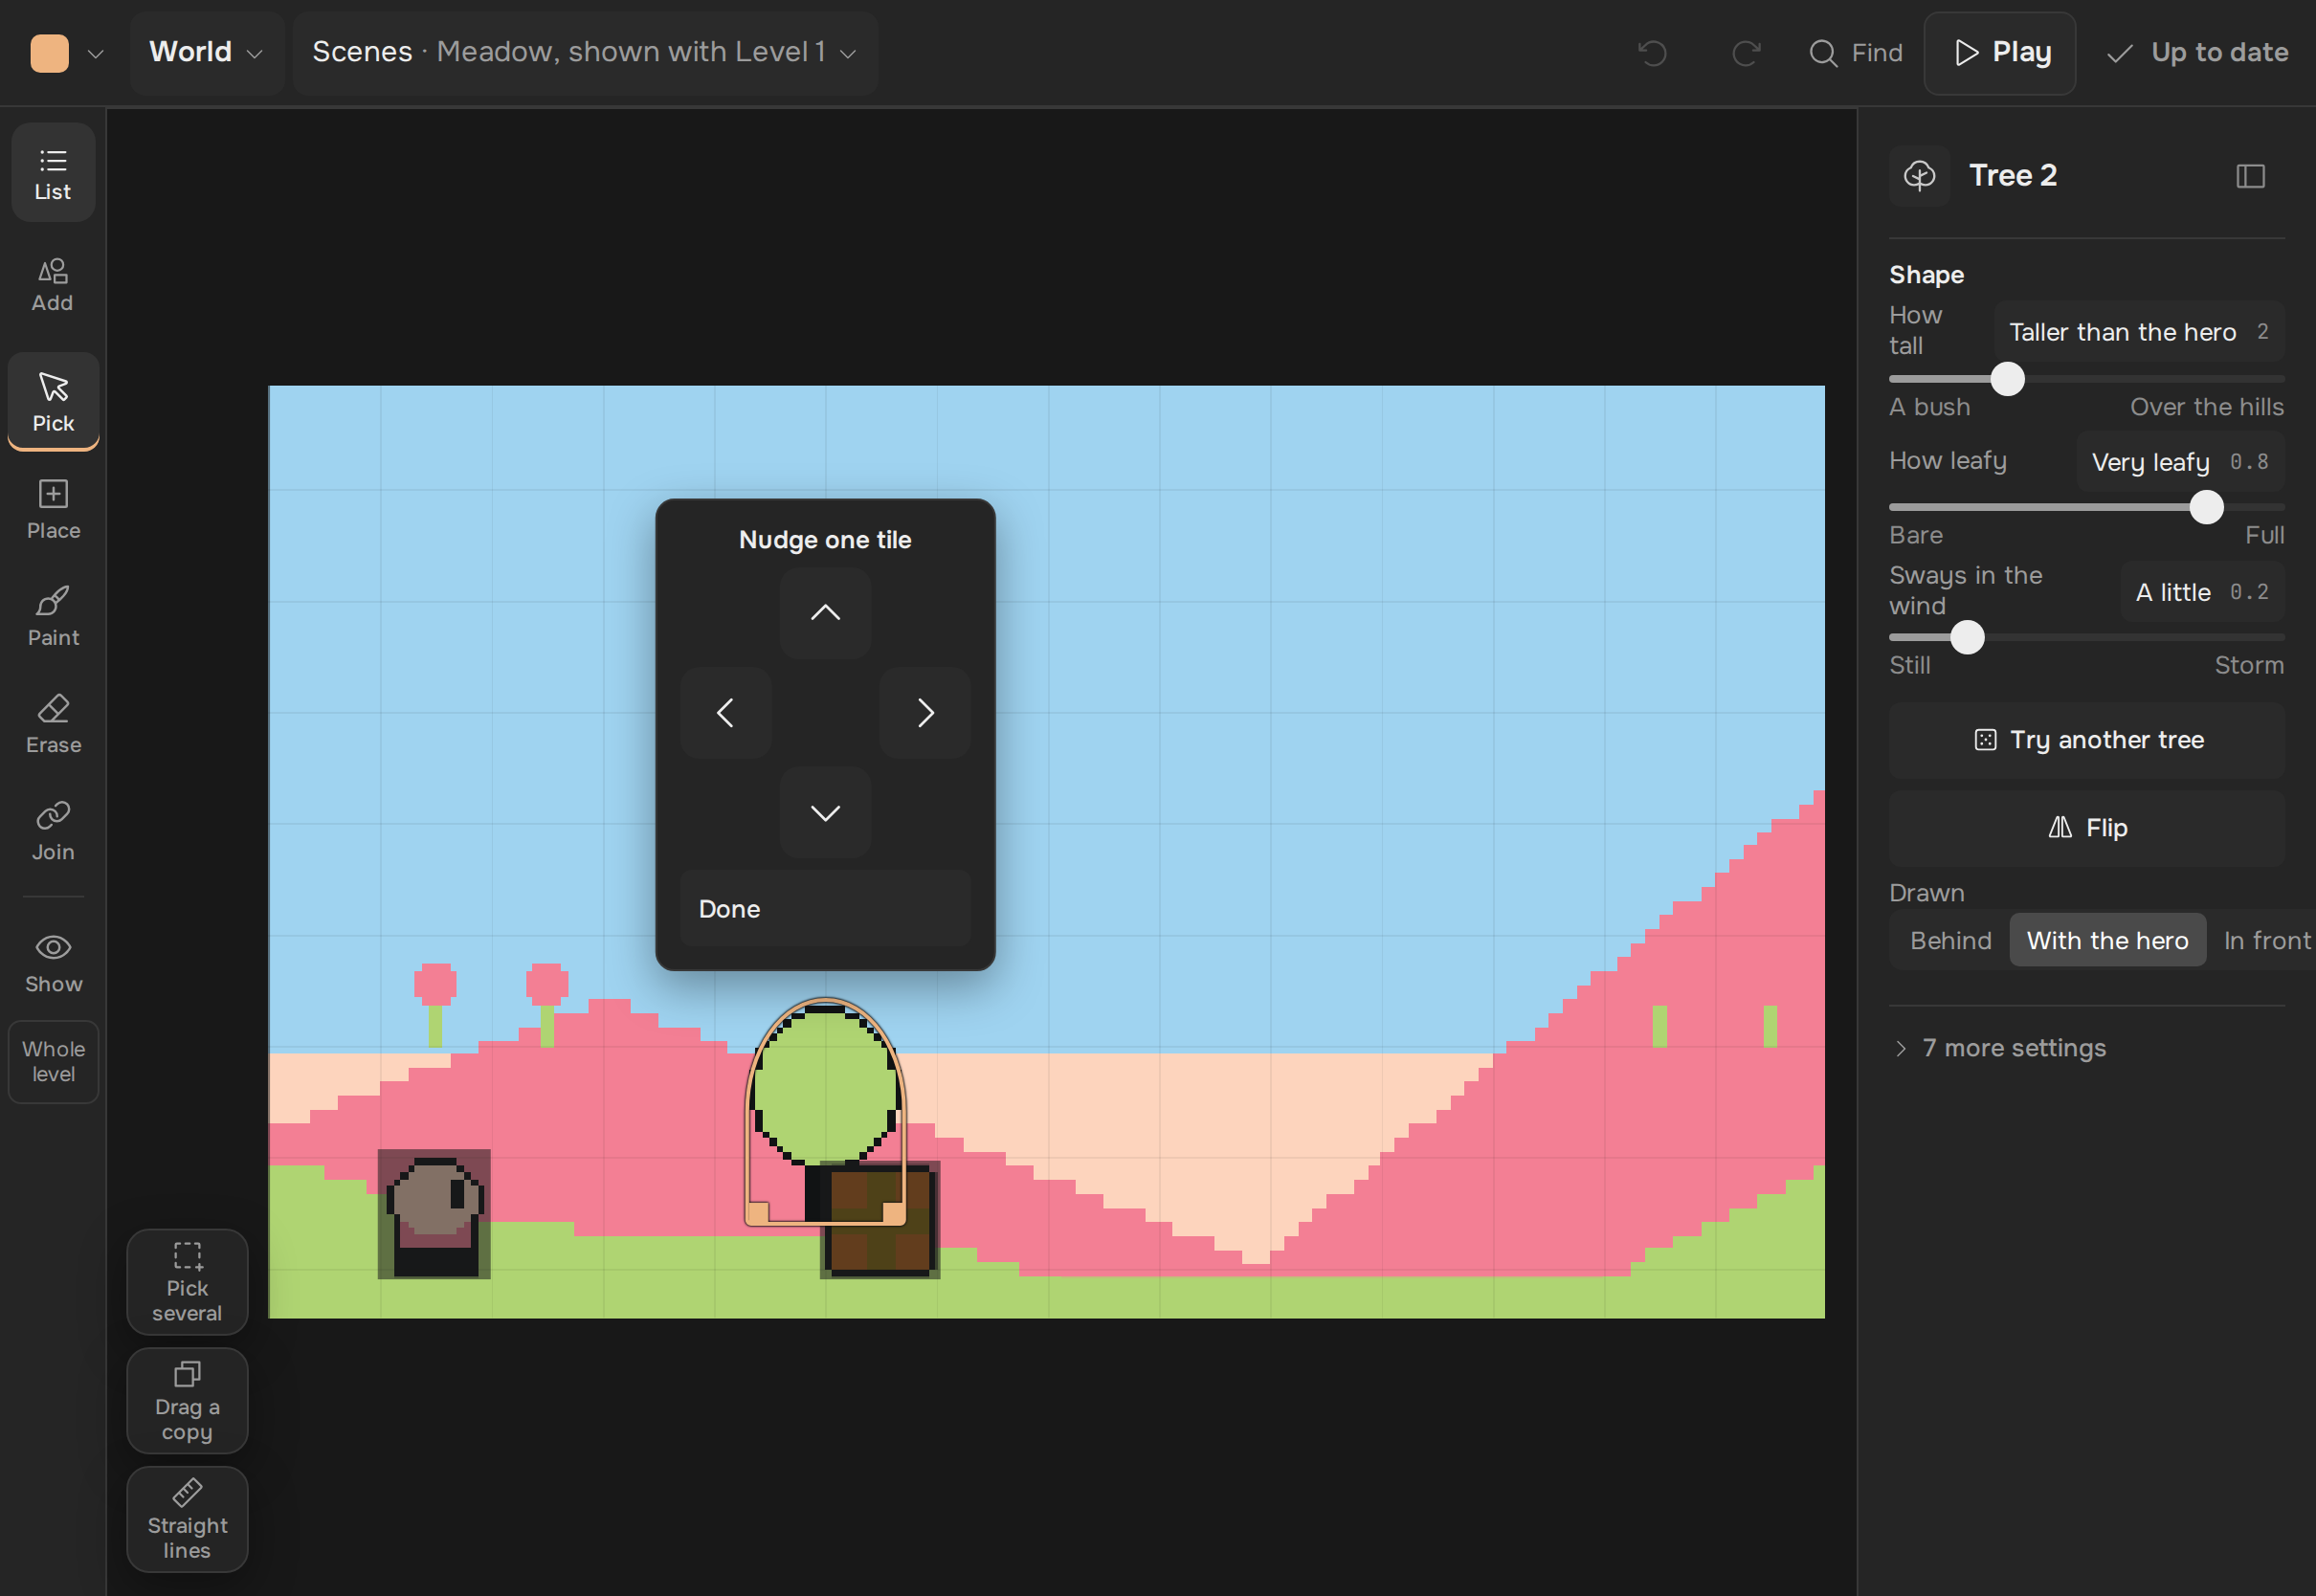 World
Scenes · Meadow, shown with Level 1
Find
Play
Up to date
List
Add
Pick
Place
Paint
Erase
Join
Show
Whole
level
Pick
several
Drag a
copy
Straight
lines
Nudge one tile
Done
Tree 2
Shape
How
tall
Taller than the hero 2
A bush Over the hills
How leafy Very leafy 0.8
Bare Full
Sways in the
wind
A little 0.2
Still Storm
Try another tree
Flip
Drawn
Behind With the hero In front
7 more settings